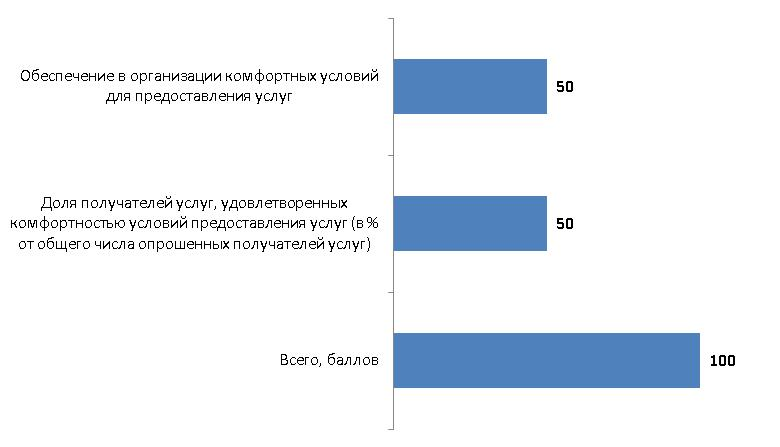 Обеспечение в организации комфортных условий
для предоставления услуг
50
Доля получателей услуг, удовлетворенных
комфортностью условий предоставления услуг (в %
от общего числа опрошенных получателей услуг)
50
Всего, баллов
100